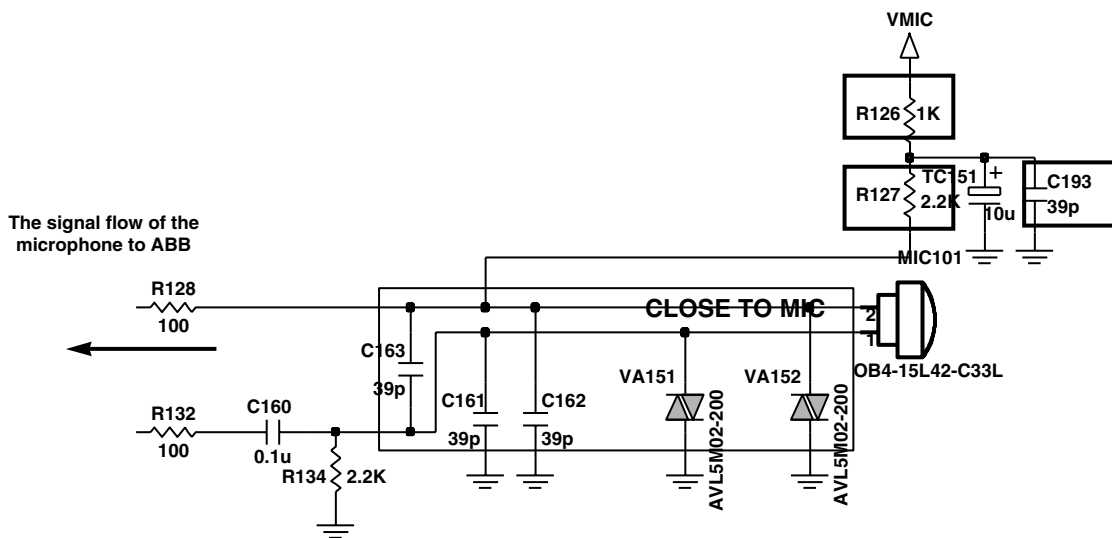 VMIC
R126 1K
R127 2.2K
TC151 +
10u
C193
39p
The signal flow of the
microphone to ABB
MIC101
R128
100
CLOSE TO MIC
2
1
OB4-15L42-C33L
C163
39p
VA151
VA152
AVL5M02-200
AVL5M02-200
R132
100
C160
0.1u
C161
39p
C162
39p
R134 2.2K